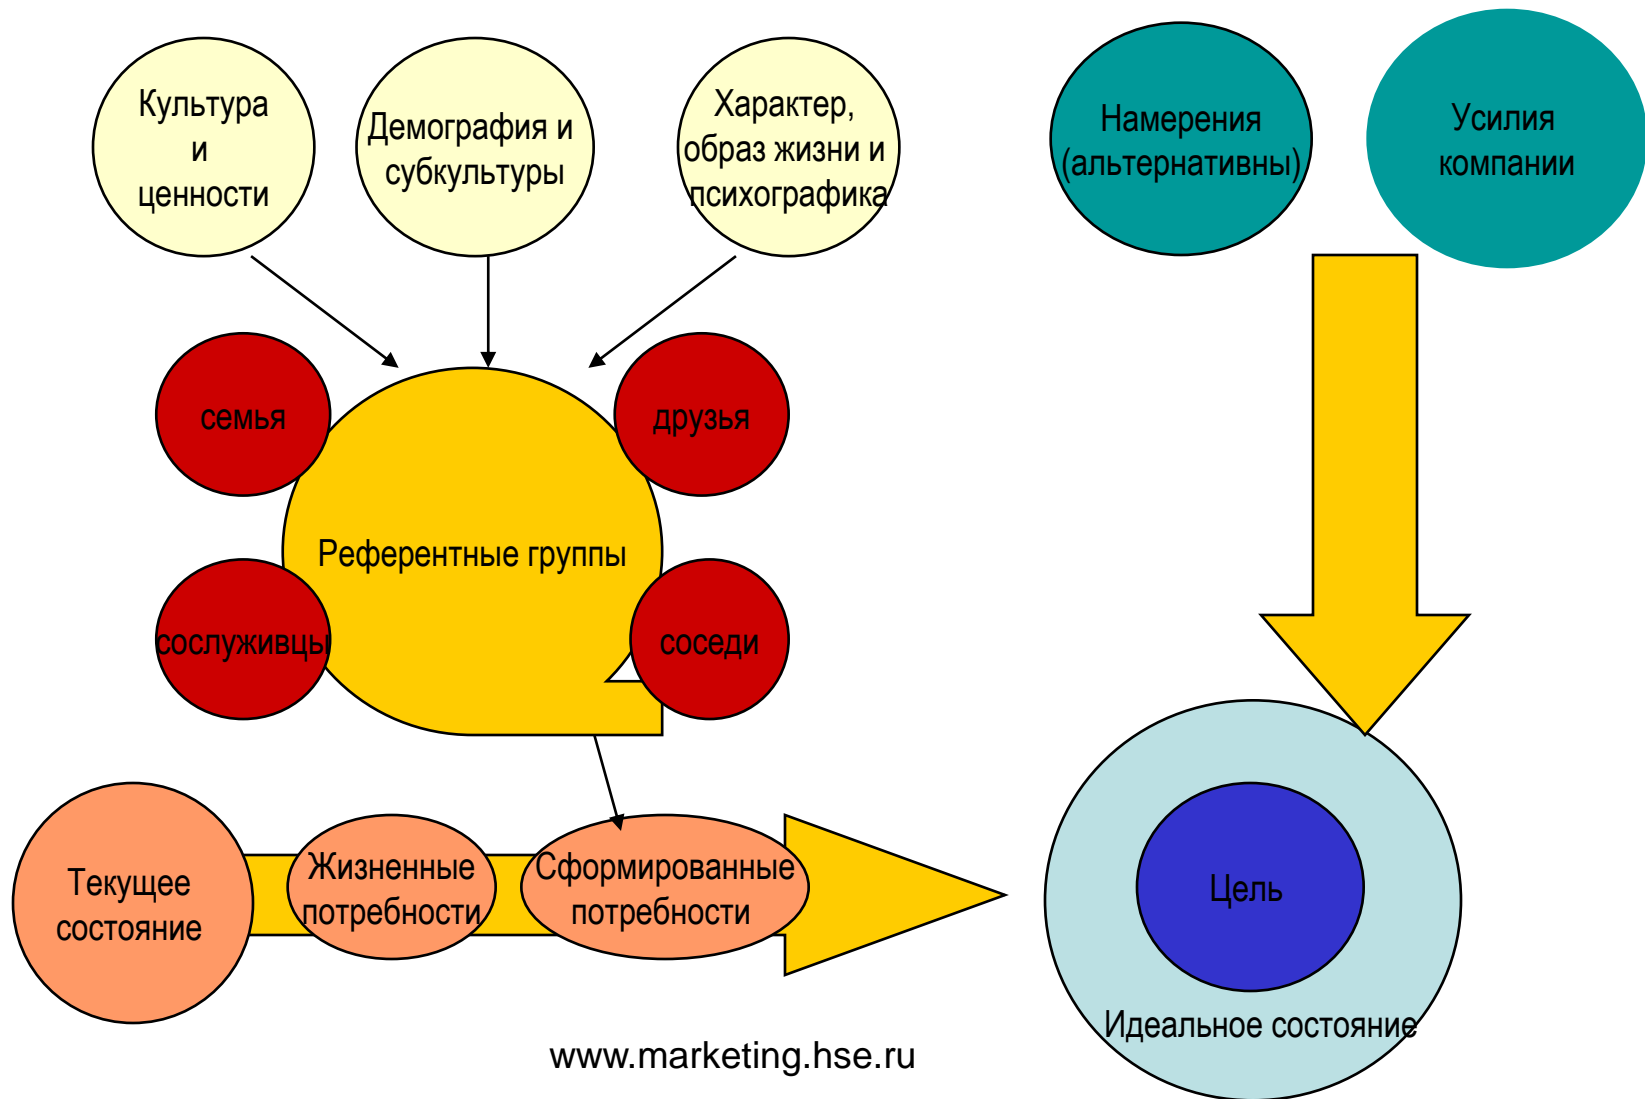 Культура
и
ценности
Демография и
субкультуры
Характер,
образ жизни и
психографика
Намерения
(альтернативны)
Усилия
компании
семья
друзья
Референтные группы
сослуживцы
соседи
Текущее
состояние
Жизненные
потребности
Сформированные
потребности
Цель
Идеальное состояние
www.marketing.hse.ru